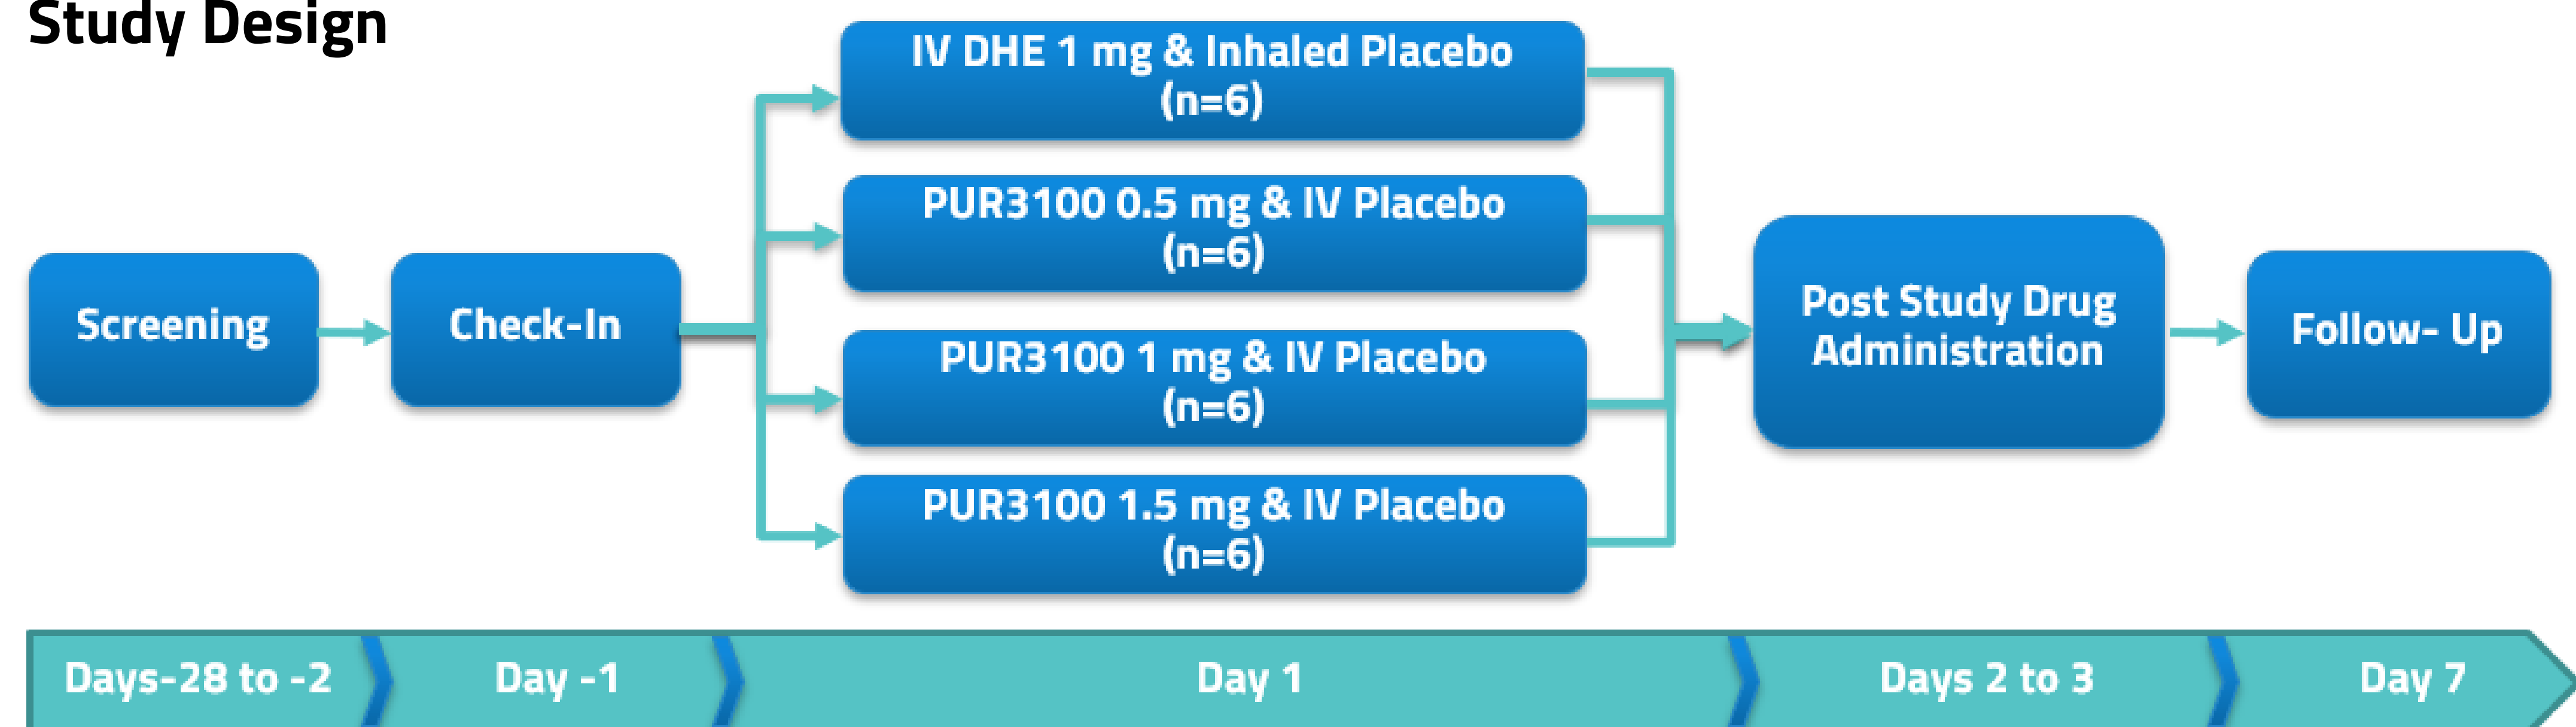 Study Design
IV DHE 1 mg & Inhaled Placebo
(n=6)
PUR3100 0.5 mg & IV Placebo
(n=6)
Screening
Check-In
PUR3100 1 mg & IV Placebo
(n=6)
PUR3100 1.5 mg & IV Placebo
(n=6)
Post Study Drug
Administration
Follow- Up
Days-28 to -2
Day -1
Day 1
Days 2 to 3
Day 7